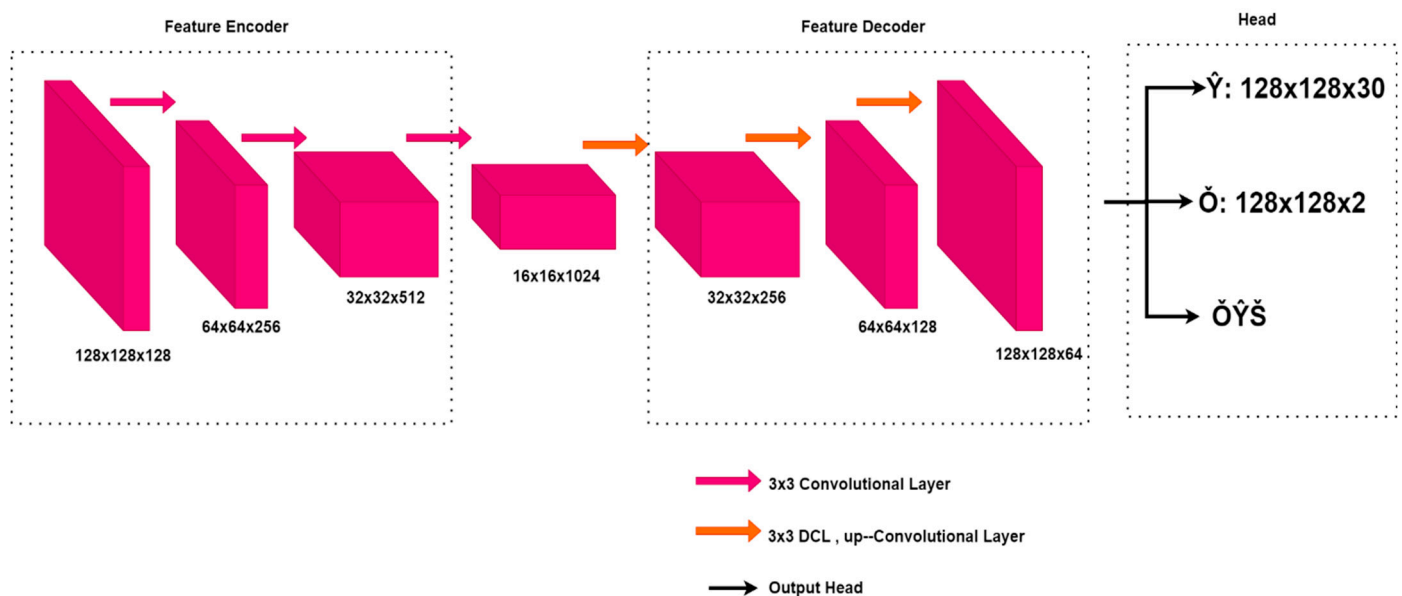 Feature Encoder
Feature Decoder
Head
128x128x128
64x64x256
32x32x512
16x16x1024
32x32x256
64x64x128
128x128x64
Ŷ: 128x128x30
Ǒ: 128x128x2
ǑŶŠ
3x3 Convolutional Layer
3x3 DCL , up--Convolutional Layer
Output Head